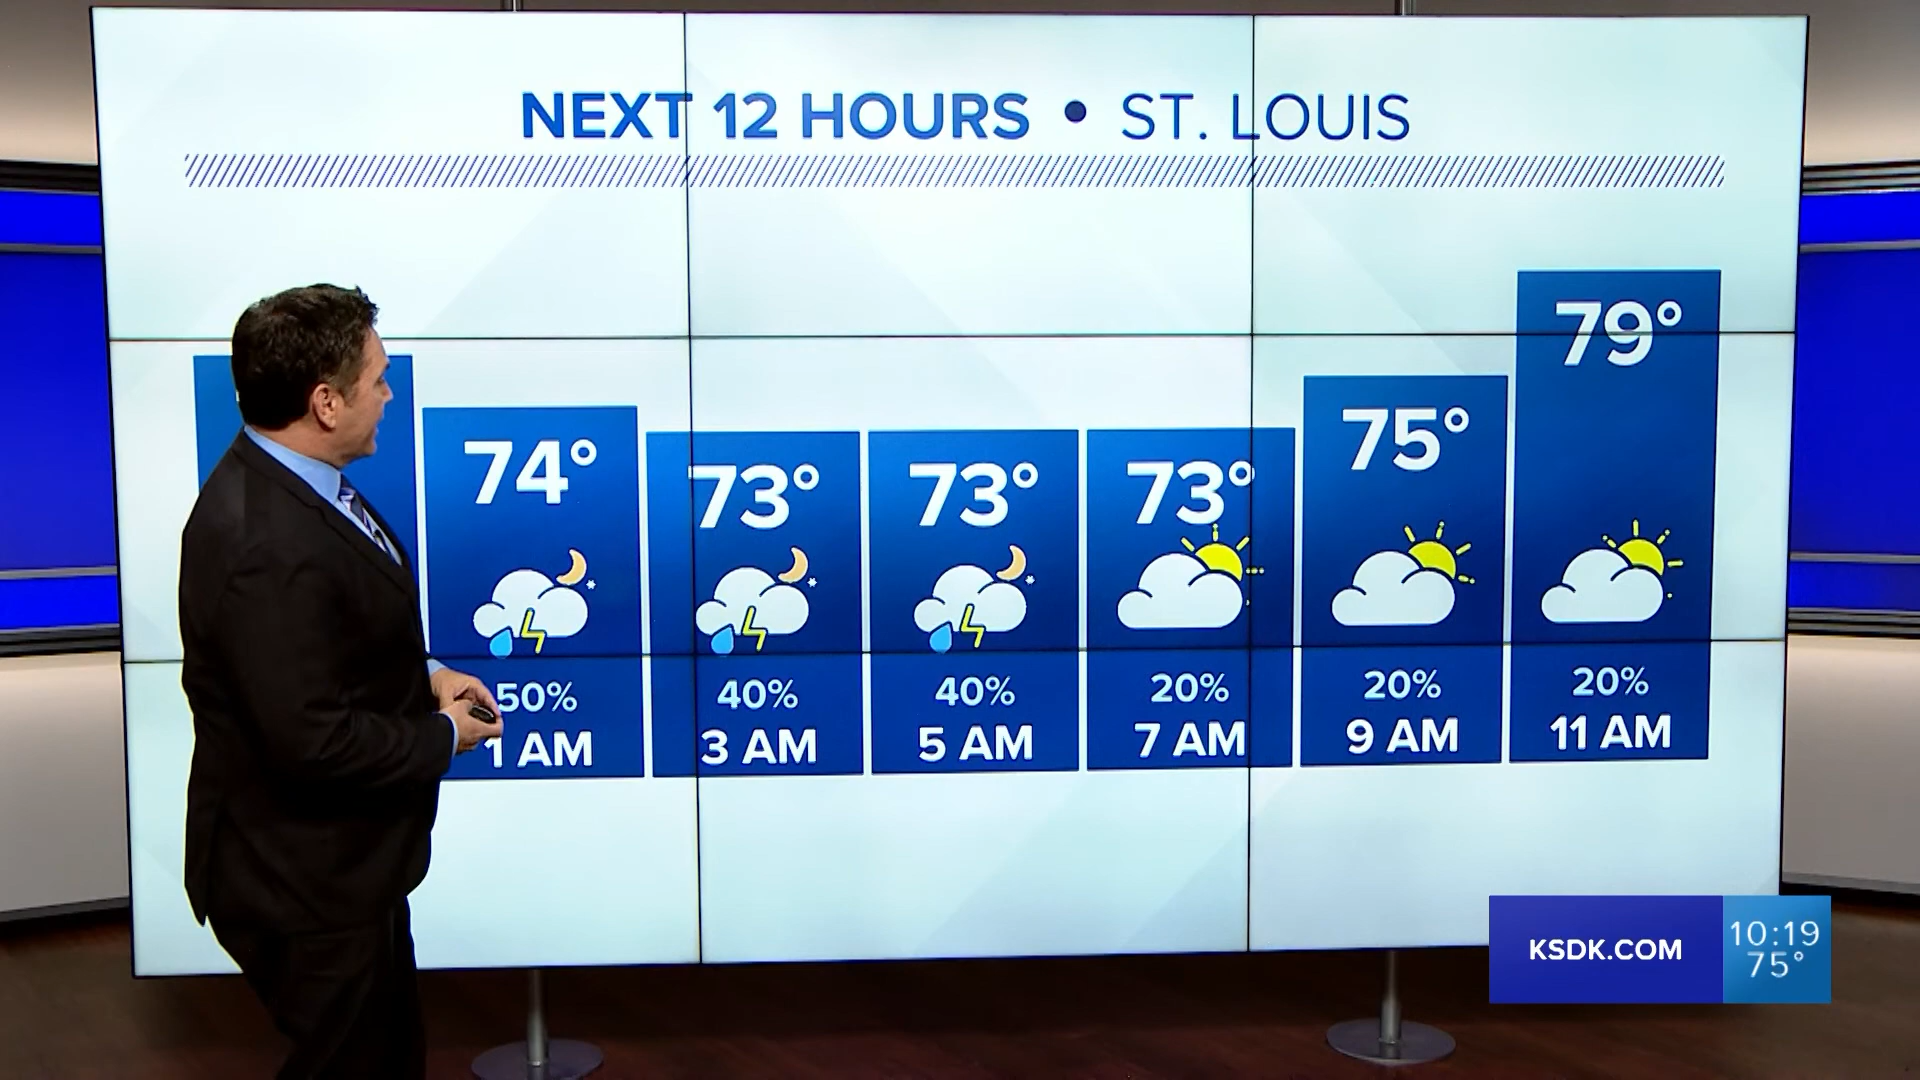 NEXT 12 HOURS • ST. LOUIS
74° 73° 73° 73° 75° 79°
50% 40% 40% 20% 20% 20%
1 AM 3 AM 5 AM 7 AM 9 AM 11 AM
KSDK.COM
10:19
75°